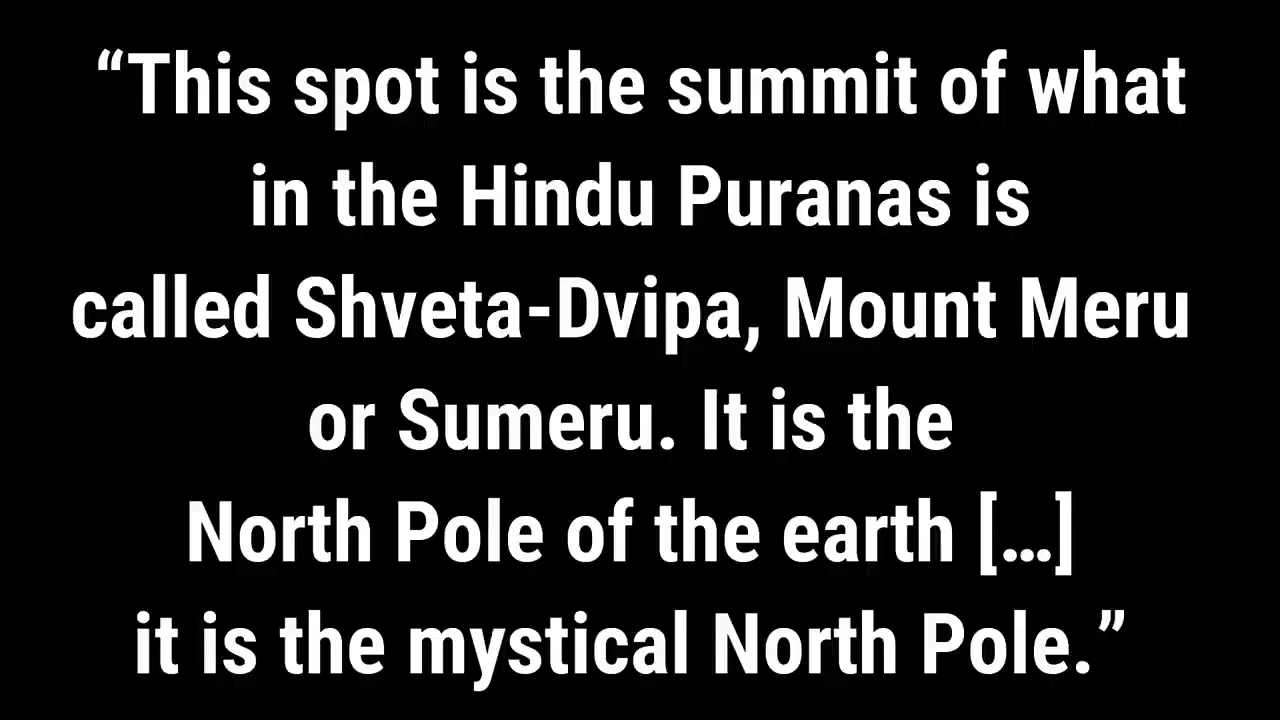 “This spot is the summit of what
in the Hindu Puranas is
called Shveta-Dvipa, Mount Meru
or Sumeru. It is the
North Pole of the earth […]
it is the mystical North Pole.”